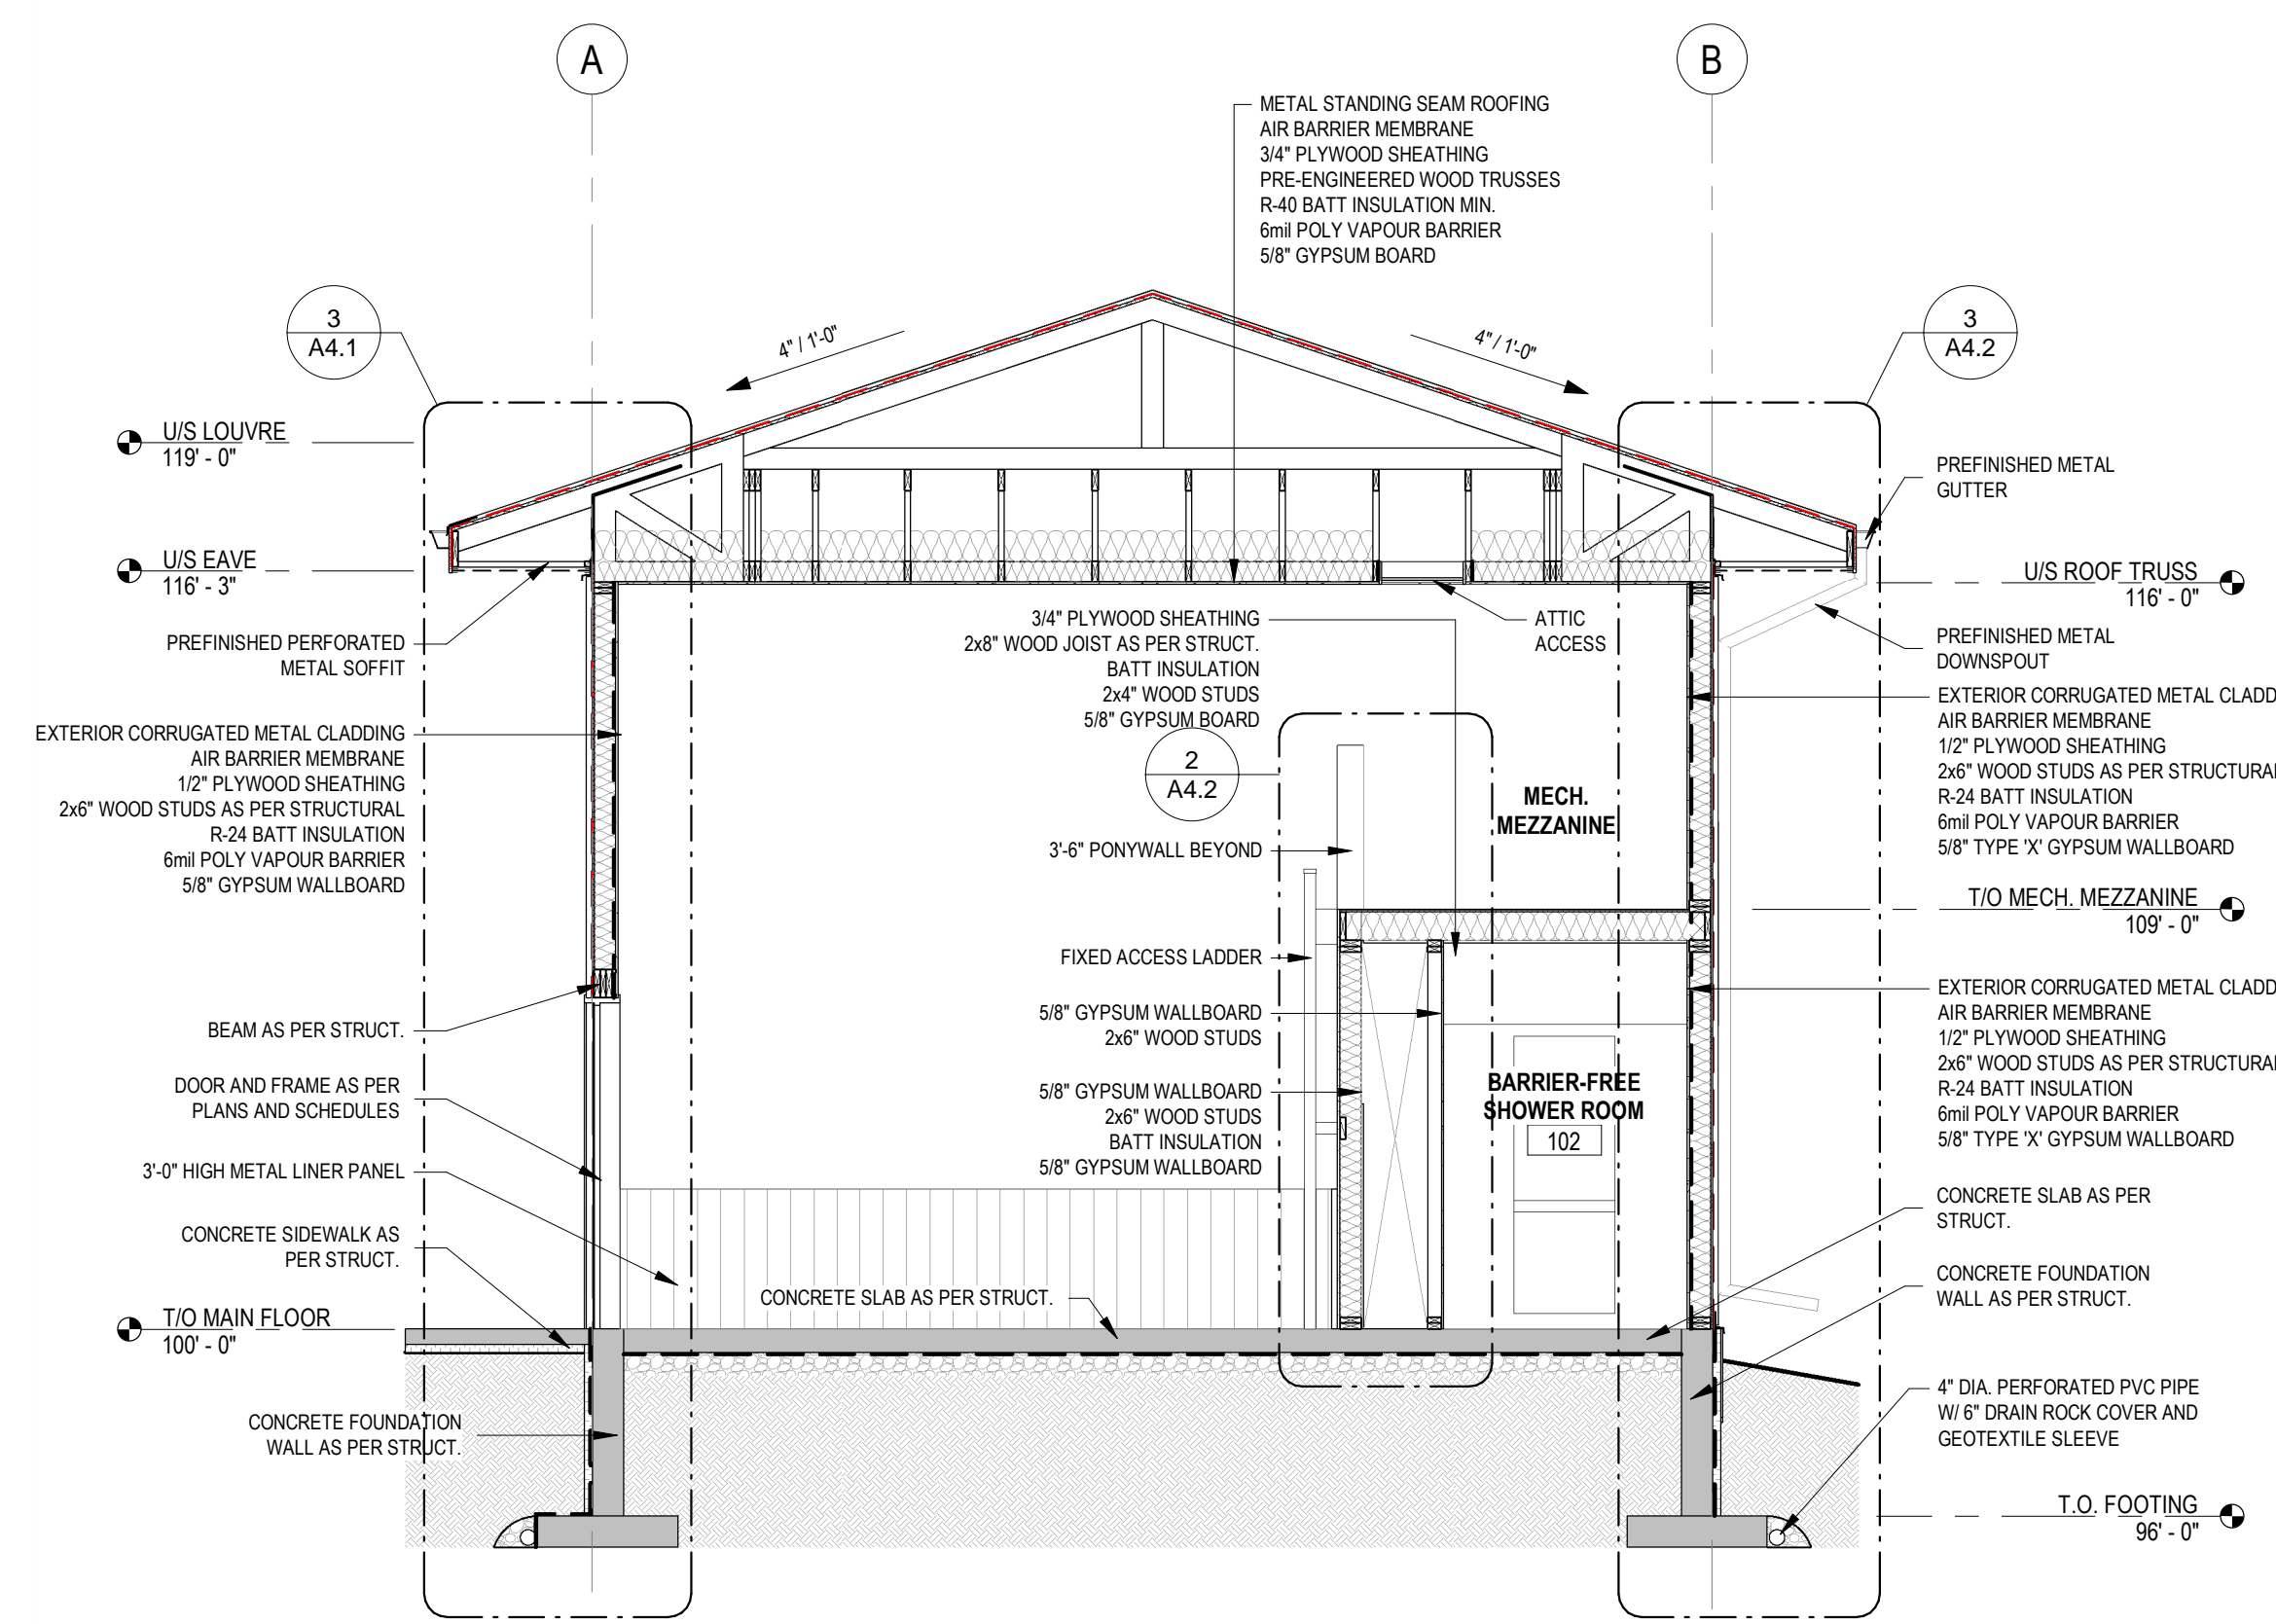 A
B
METAL STANDING SEAM ROOFING
AIR BARRIER MEMBRANE
3/4" PLYWOOD SHEATHING
PRE-ENGINEERED WOOD TRUSSES
R-40 BATT INSULATION MIN.
6mil POLY VAPOUR BARRIER
5/8" GYPSUM BOARD
3
A4.1
4" / 1'-0"
4" / 1'-0"
3
A4.2
U/S LOUVRE
119' - 0"
PREFINISHED METAL
GUTTER
U/S EAVE
116' - 3"
U/S ROOF TRUSS
116' - 0"
PREFINISHED PERFORATED
METAL SOFFIT
3/4" PLYWOOD SHEATHING
2x8" WOOD JOIST AS PER STRUCT.
BATT INSULATION
2x4" WOOD STUDS
5/8" GYPSUM BOARD
ATTIC
ACCESS
PREFINISHED METAL
DOWNSPOUT
EXTERIOR CORRUGATED METAL CLADDING
AIR BARRIER MEMBRANE
1/2" PLYWOOD SHEATHING
2x6" WOOD STUDS AS PER STRUCTURAL
R-24 BATT INSULATION
6mil POLY VAPOUR BARRIER
5/8" GYPSUM WALLBOARD
2
A4.2
MECH.
MEZZANINE
EXTERIOR CORRUGATED METAL CLADD
AIR BARRIER MEMBRANE
1/2" PLYWOOD SHEATHING
2x6" WOOD STUDS AS PER STRUCTURAL
R-24 BATT INSULATION
6mil POLY VAPOUR BARRIER
5/8" TYPE 'X' GYPSUM WALLBOARD
3'-6" PONYWALL BEYOND
T/O MECH. MEZZANINE
109' - 0"
FIXED ACCESS LADDER
BEAM AS PER STRUCT.
5/8" GYPSUM WALLBOARD
2x6" WOOD STUDS
EXTERIOR CORRUGATED METAL CLADD
AIR BARRIER MEMBRANE
1/2" PLYWOOD SHEATHING
2x6" WOOD STUDS AS PER STRUCTURAL
R-24 BATT INSULATION
6mil POLY VAPOUR BARRIER
5/8" TYPE 'X' GYPSUM WALLBOARD
DOOR AND FRAME AS PER
PLANS AND SCHEDULES
5/8" GYPSUM WALLBOARD
2x6" WOOD STUDS
BATT INSULATION
5/8" GYPSUM WALLBOARD
BARRIER-FREE
SHOWER ROOM
102
3'-0" HIGH METAL LINER PANEL
CONCRETE SLAB AS PER
STRUCT.
CONCRETE SIDEWALK AS
PER STRUCT.
CONCRETE SLAB AS PER STRUCT.
CONCRETE FOUNDATION
WALL AS PER STRUCT.
T/O MAIN FLOOR
100' - 0"
CONCRETE FOUNDATION
WALL AS PER STRUCT.
4" DIA. PERFORATED PVC PIPE
W/ 6" DRAIN ROCK COVER AND
GEOTEXTILE SLEEVE
T.O. FOOTING
96' - 0"